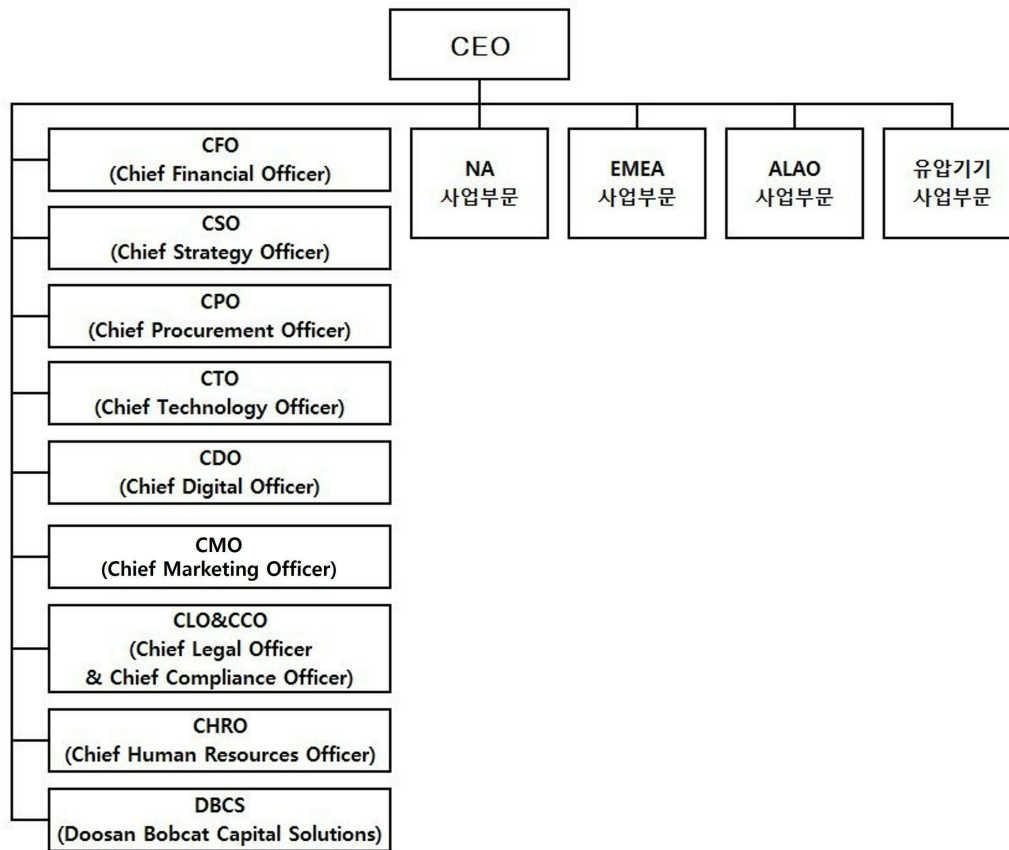 CEO
CFO
(Chief Financial Officer)
NA
사업부문
EMEA
사업부문
ALAO
사업부문
유압기기
사업부문
CSO
(Chief Strategy Officer)
CPO
(Chief Procurement Officer)
CTO
(Chief Technology Officer)
CDO
(Chief Digital Officer)
CMO
(Chief Marketing Officer)
CLO&CCO
(Chief Legal Officer
& Chief Compliance Officer)
CHRO
(Chief Human Resources Officer)
DBCS
(Doosan Bobcat Capital Solutions)